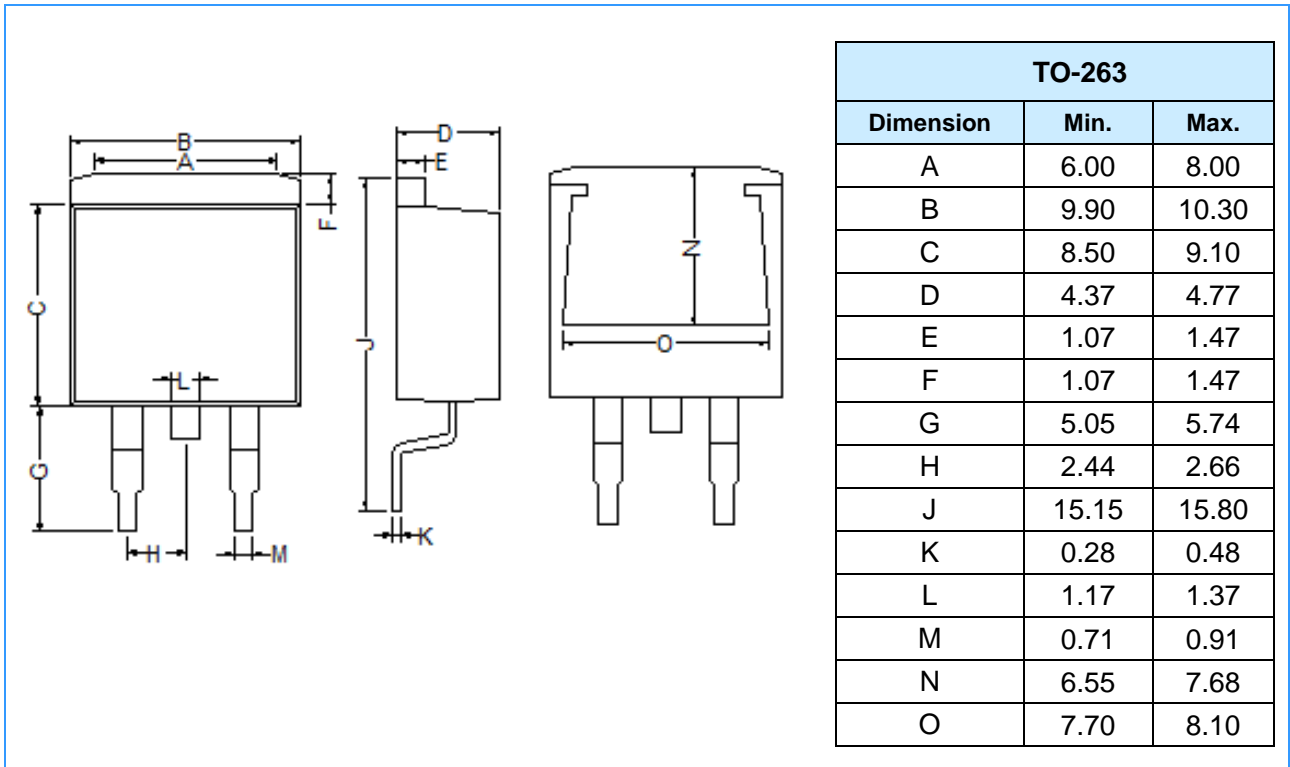 B
A
F
C
L
G
H
M
D
E
J
K
N
O
TO-263
Dimension Min. Max.
A 6.00 8.00
B 9.90 10.30
C 8.50 9.10
D 4.37 4.77
E 1.07 1.47
F 1.07 1.47
G 5.05 5.74
H 2.44 2.66
J 15.15 15.80
K 0.28 0.48
L 1.17 1.37
M 0.71 0.91
N 6.55 7.68
O 7.70 8.10